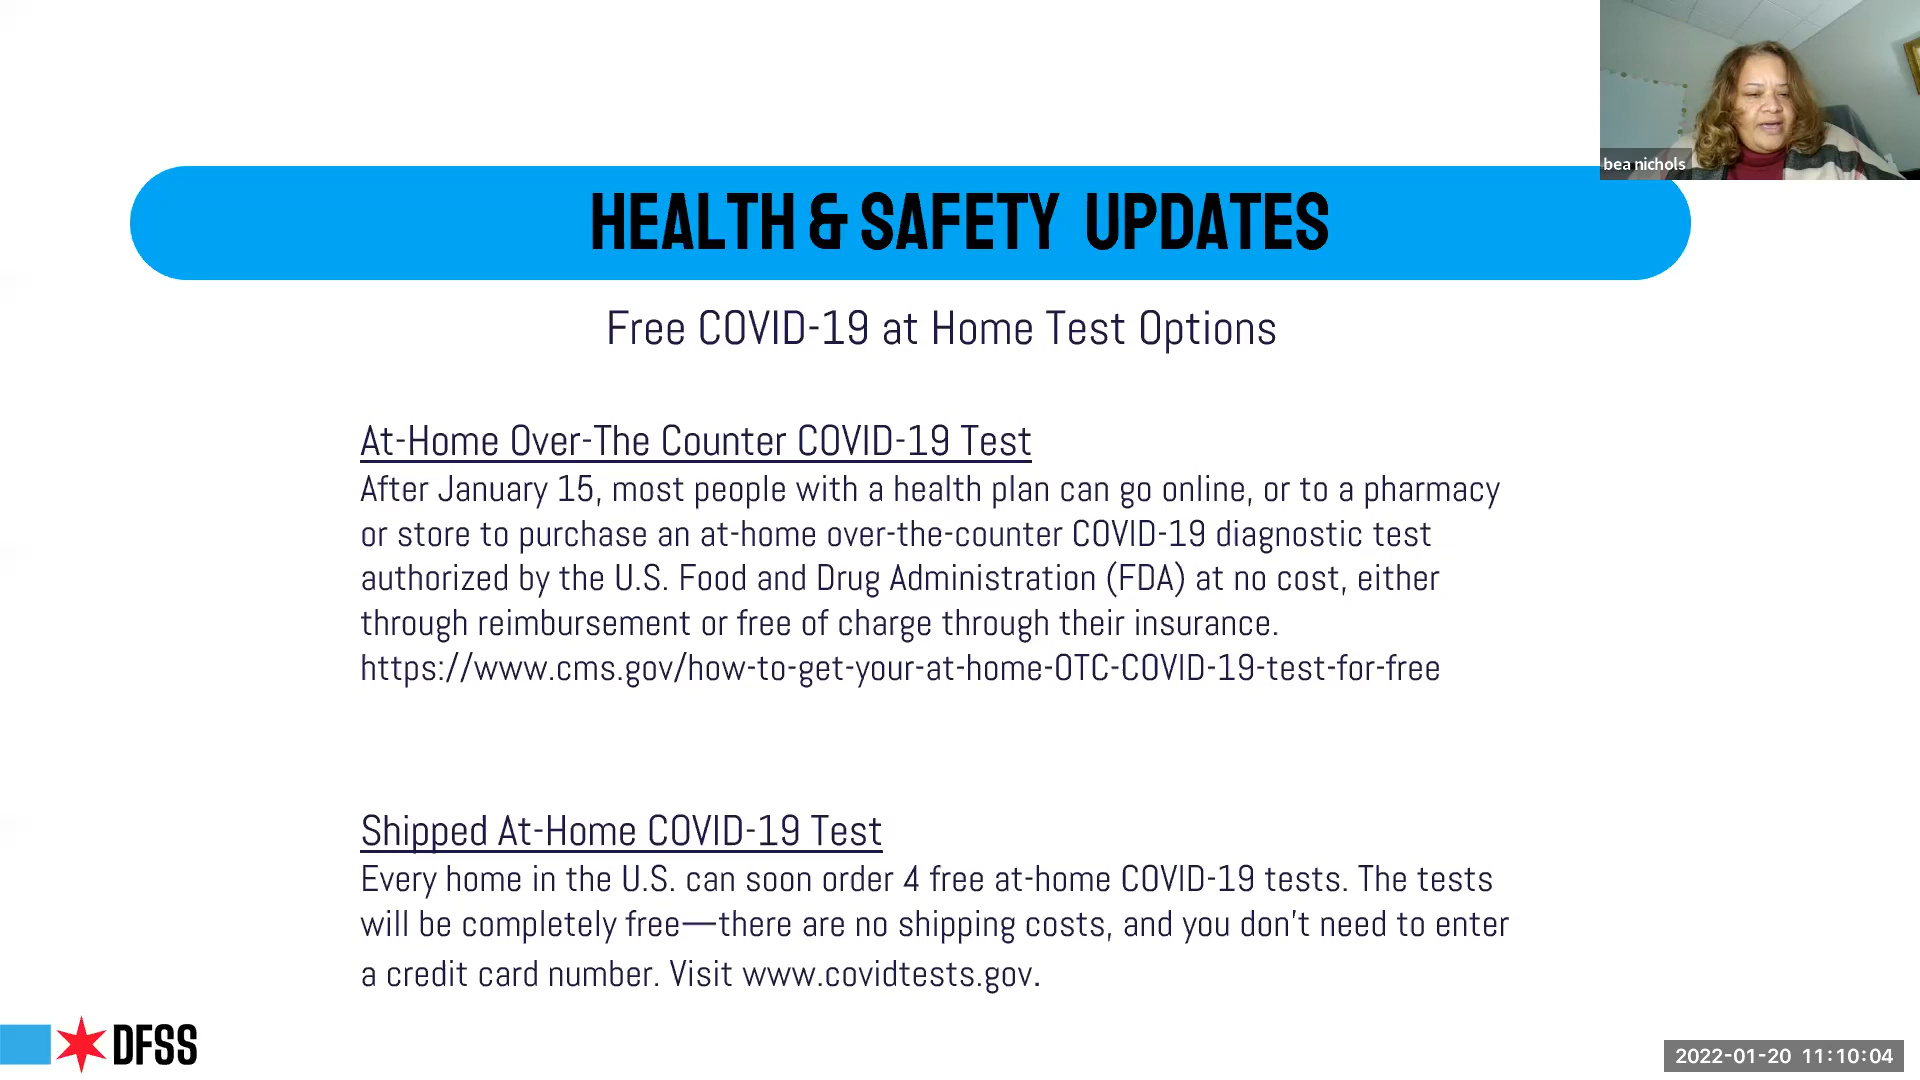 bea nichols
HEALTH & SAFETY UPDATES
Free COVID-19 at Home Test Options
At-Home Over-The Counter COVID-19 Test
After January 15, most people with a health plan can go online, or to a pharmacy
or store to purchase an at-home over-the-counter COVID-19 diagnostic test
authorized by the U.S. Food and Drug Administration (FDA) at no cost, either
through reimbursement or free of charge through their insurance.
https://www.cms.gov/how-to-get-your-at-home-OTC-COVID-19-test-for-free
Shipped At-Home COVID-19 Test
Every home in the U.S. can soon order 4 free at-home COVID-19 tests. The tests
will be completely free—there are no shipping costs, and you don’t need to enter
a credit card number. Visit www.covidtests.gov.
DFSS
2022-01-20 11:10:04